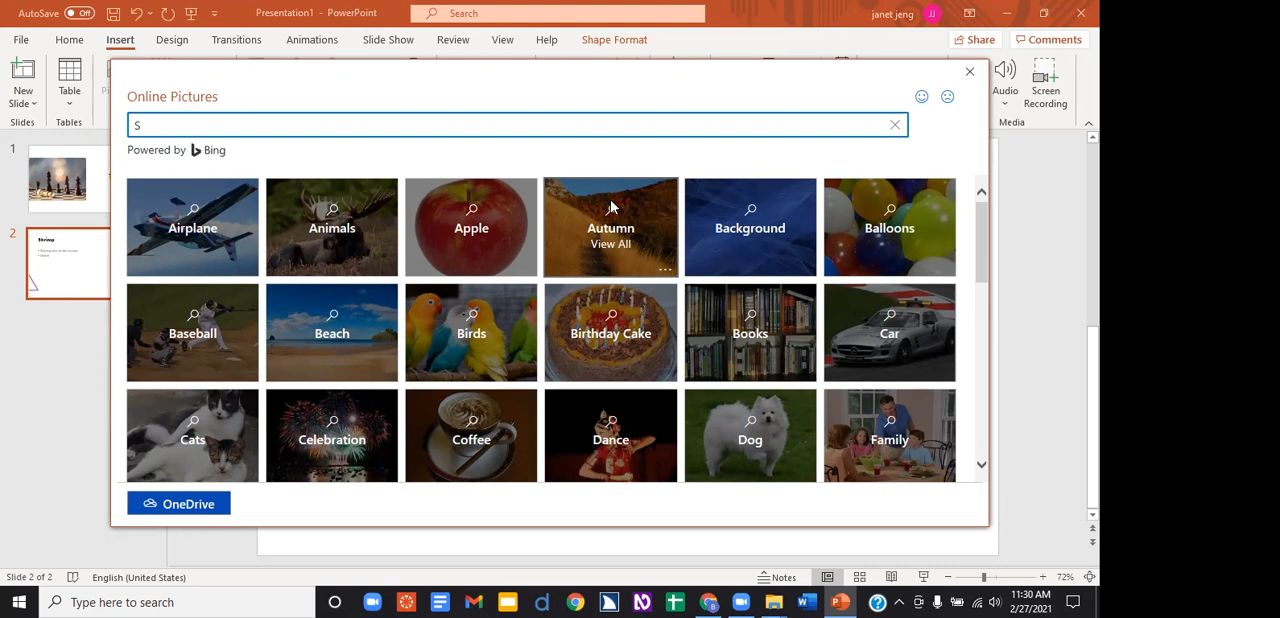 AutoSave Off Presentation1 - PowerPoint Search janet jeng JJ
File Home Insert Design Transitions Animations Slide Show Review View Help Shape Format Share Comments
New Slide
Table
Audio
Screen Recording
Slides Tables Media
Online Pictures
S
Powered by Bing
1
2
Shrimp
Airplane Animals Apple Autumn Background Balloons
View All
Baseball Beach Birds Birthday Cake Books Car
Cats Celebration Coffee Dance Dog Family
OneDrive
Slide 2 of 2 English (United States) Notes 72%
Type here to search
11:30 AM
2/27/2021